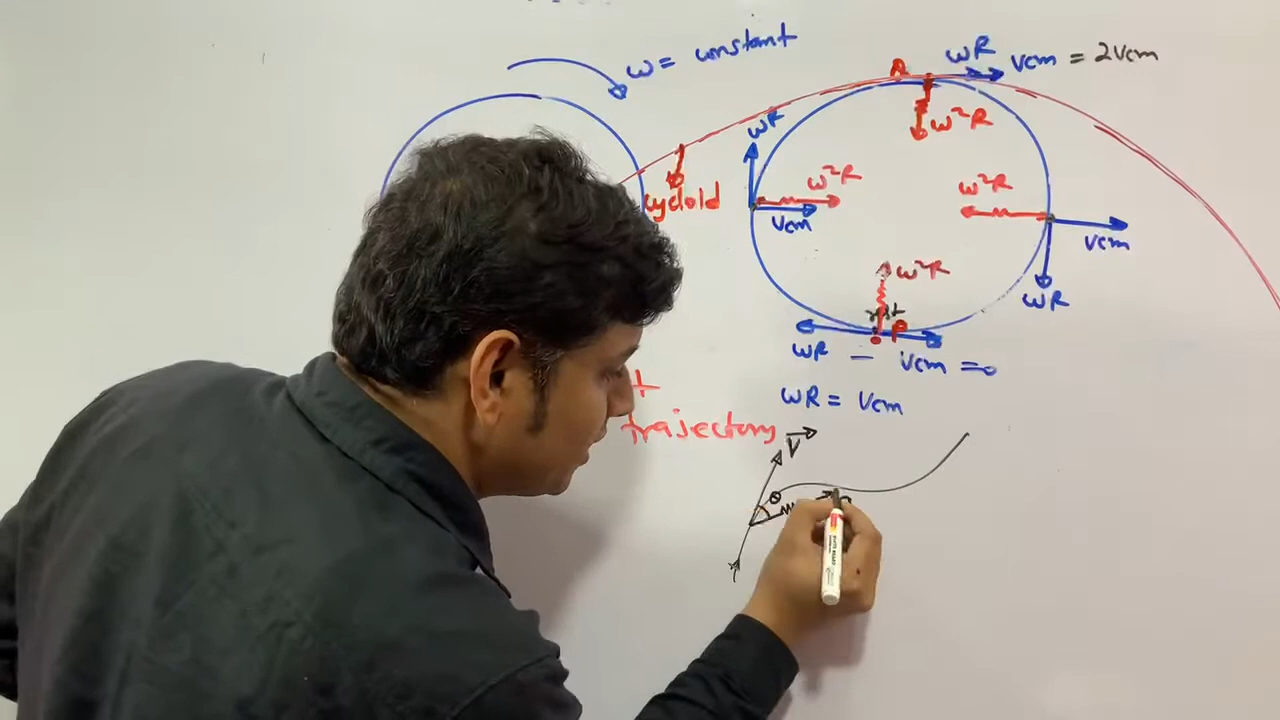 ω = constant
ωR
Vcm = 2Vcm
ω²R
ωR
ω²R
Vcm
cycloid
ω²R
Vcm
ωR
ω²R
P
ωR - Vcm = 0
ωR = Vcm
+
trajectory
V
θ